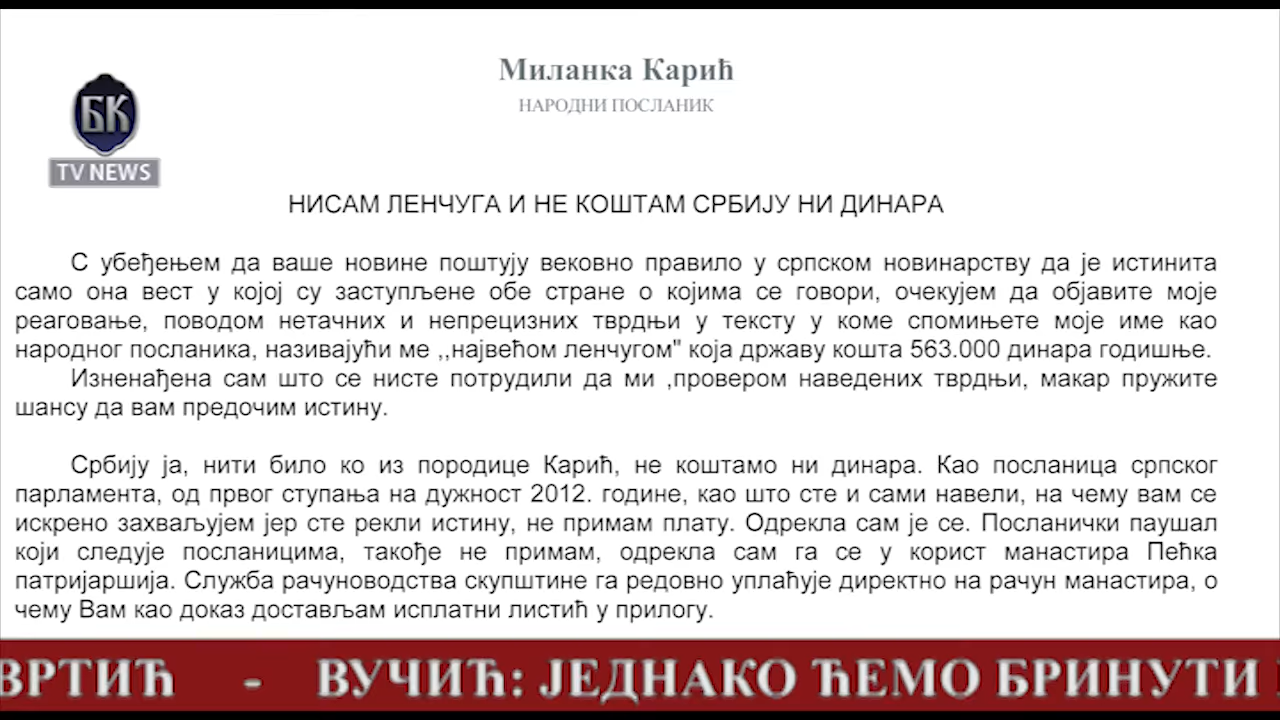 Миланка Карић
НАРОДНИ ПОСЛАНИК
БК
TV NEWS
НИСАМ ЛЕНЧУГА И НЕ КОШТАМ СРБИЈУ НИ ДИНАРА
С убеђењем да ваше новине поштују вековно правило у српском новинарству да је истинита
само она вест у којој су заступљене обе стране о којима се говори, очекујем да објавите моје
реаговање, поводом нетачних и непрецизних тврдњи у тексту у коме спомињете моје име као
народног посланика, називајући ме ,,највећом ленчугом" која државу кошта 563.000 динара годишње.
Изненађена сам што се нисте потрудили да ми ,провером наведених тврдњи, макар пружите
шансу да вам предочим истину.
Србију ја, нити било ко из породице Карић, не коштамо ни динара. Као посланица српског
парламента, од првог ступања на дужност 2012. године, као што сте и сами навели, на чему вам се
искрено захваљујем јер сте рекли истину, не примам плату. Одрекла сам је се. Посланички паушал
који следује посланицима, такође не примам, одрекла сам га се у корист манастира Пећка
патријаршија. Служба рачуноводства скупштине га редовно уплаћује директно на рачун манастира, о
чему Вам као доказ достављам исплатни листић у прилогу.
ВРТИЋ - ВУЧИЋ: ЈЕДНАКО ЋЕМО БРИНУТИ